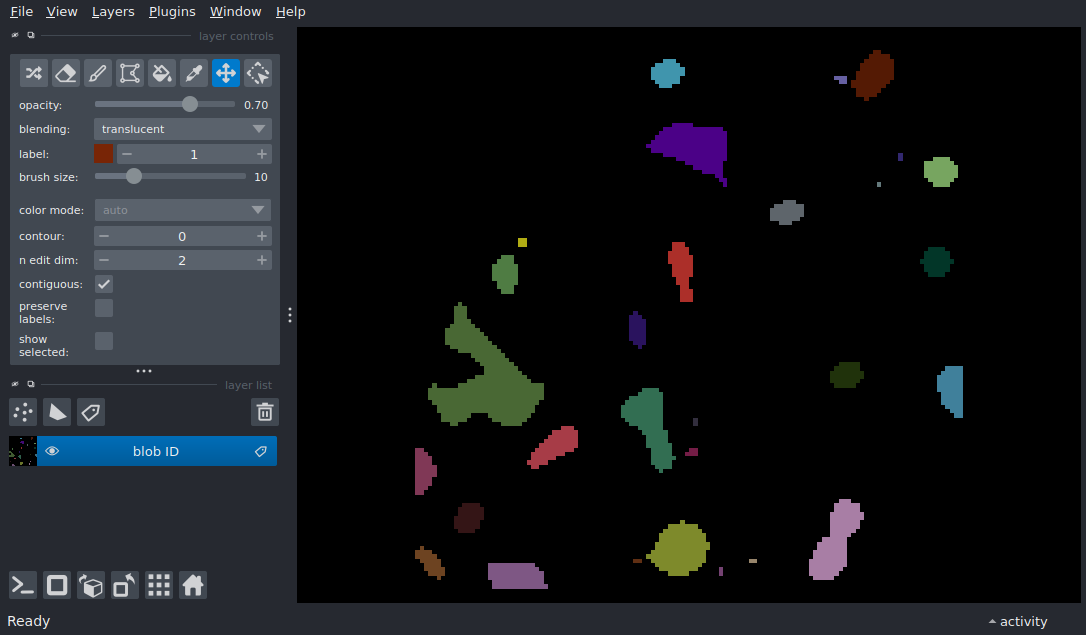 File View Layers Plugins Window Help
layer controls
opacity: 0.70
blending: translucent
label: 1
brush size: 10
color mode: auto
contour: 0
n edit dim: 2
contiguous:
preserve
labels:
show
selected:
layer list
blob ID
Ready
activity